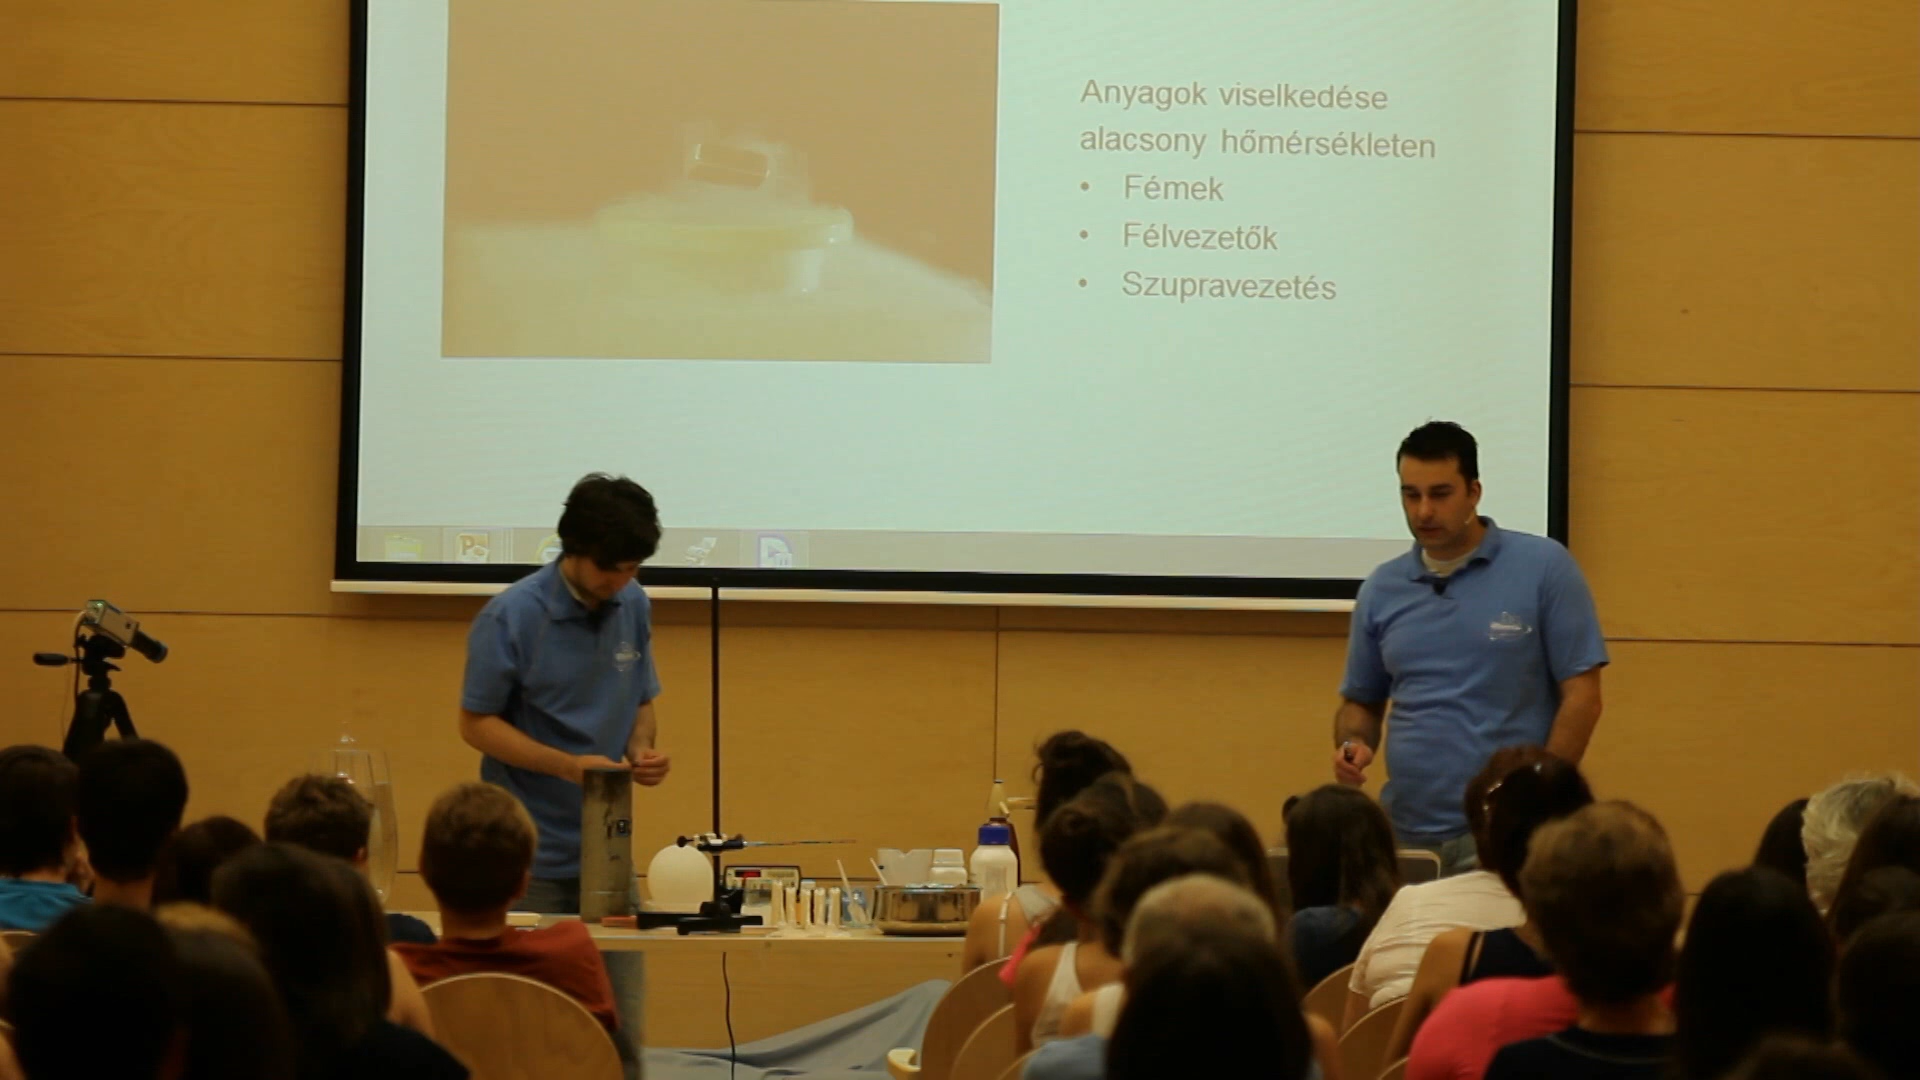 Anyagok viselkedése
alacsony hőmérsékleten
• Fémek
• Félvezetők
• Szupravezetés